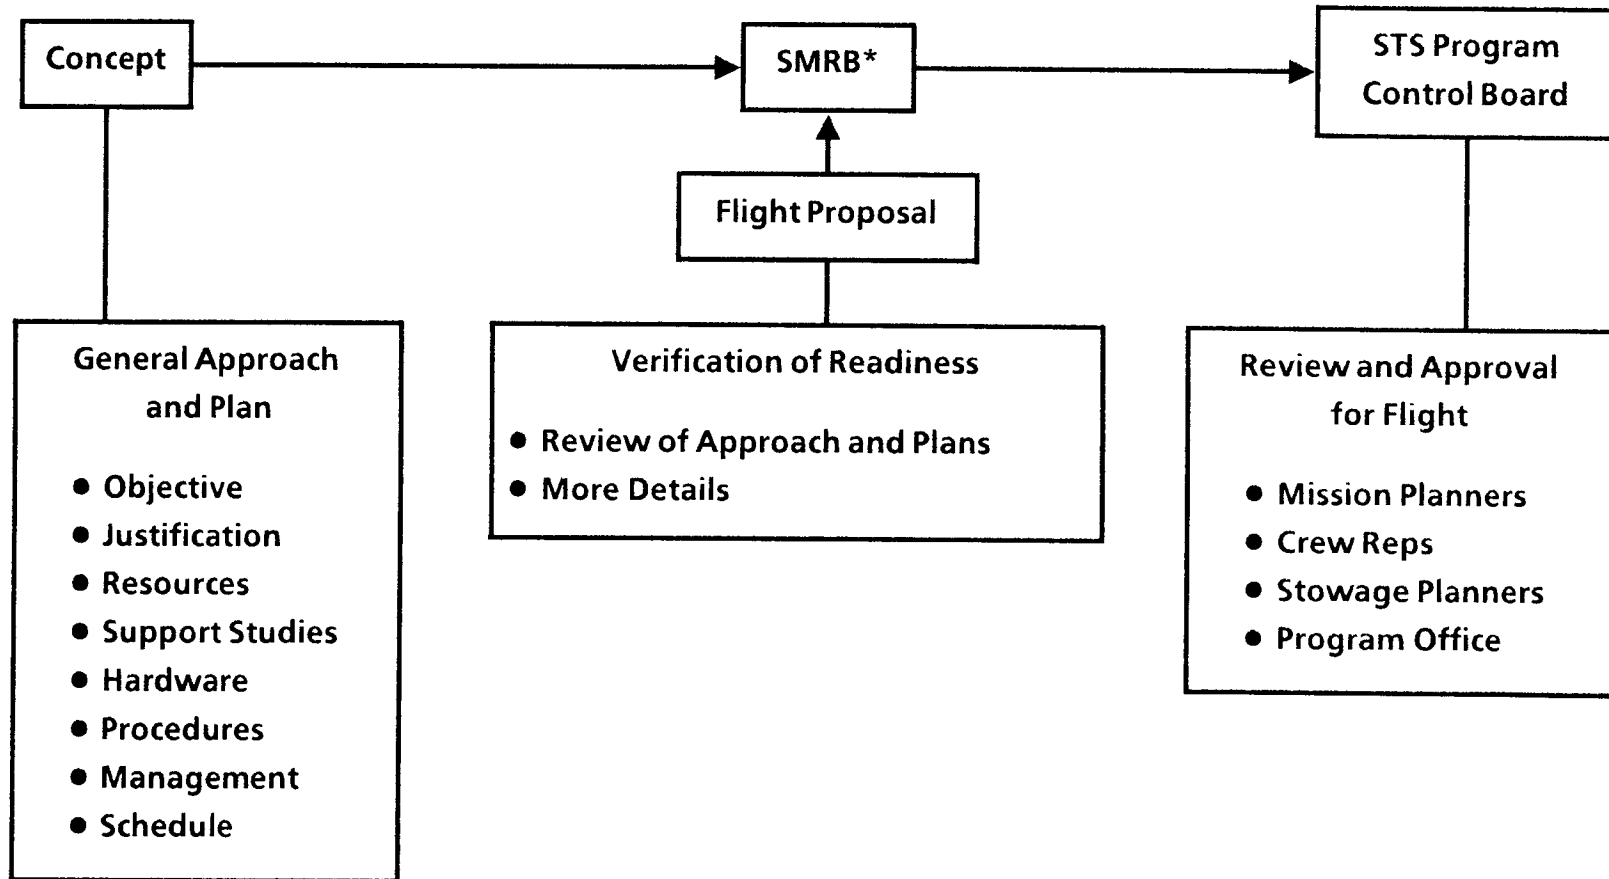 Concept
SMRB*
STS Program
Control Board
Flight Proposal
General Approach
and Plan
● Objective
● Justification
● Resources
● Support Studies
● Hardware
● Procedures
● Management
● Schedule
Verification of Readiness
● Review of Approach and Plans
● More Details
Review and Approval
for Flight
● Mission Planners
● Crew Reps
● Stowage Planners
● Program Office